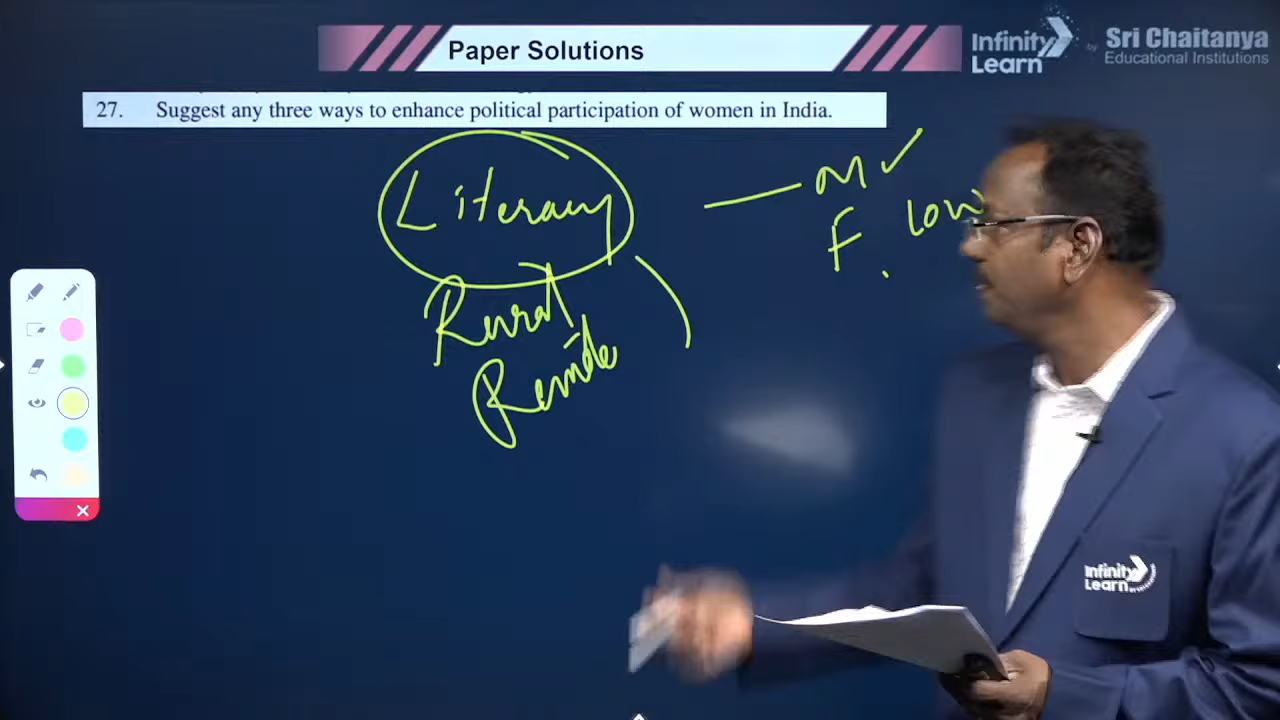 Paper Solutions
Infinity
Learn
by
Sri Chaitanya
Educational Institutions
27. Suggest any three ways to enhance political participation of women in India.
Literacy
M ✓
F. low
Rural
Remote
Infinity
Learn